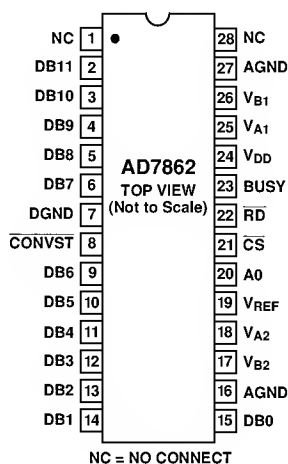 NC 1 28 NC
DB11 2 27 AGND
DB10 3 26 VB1
DB9 4 25 VA1
DB8 5 24 VDD
DB7 6 23 BUSY
DGND 7 22 RD
CONVST 8 21 CS
DB6 9 20 A0
DB5 10 19 VREF
DB4 11 18 VA2
DB3 12 17 VB2
DB2 13 16 AGND
DB1 14 15 DB0
AD7862
TOP VIEW
(Not to Scale)
NC = NO CONNECT